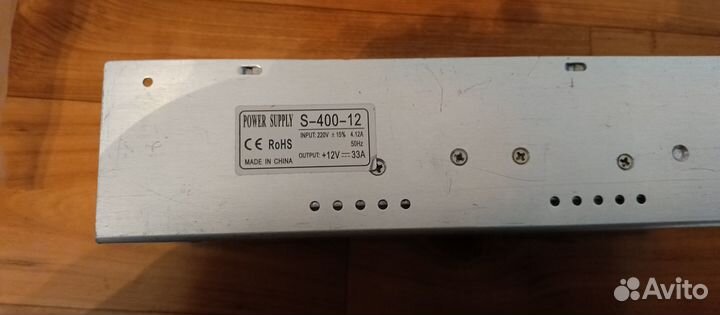 POWER SUPPLY S-400-12
INPUT: 220V ± 15% 4.12A
50Hz
CE RoHS
OUTPUT: +12V⎓33A
MADE IN CHINA
Avito